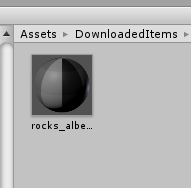 Assets ▸ DownloadedItems ▸
rocks_albe...